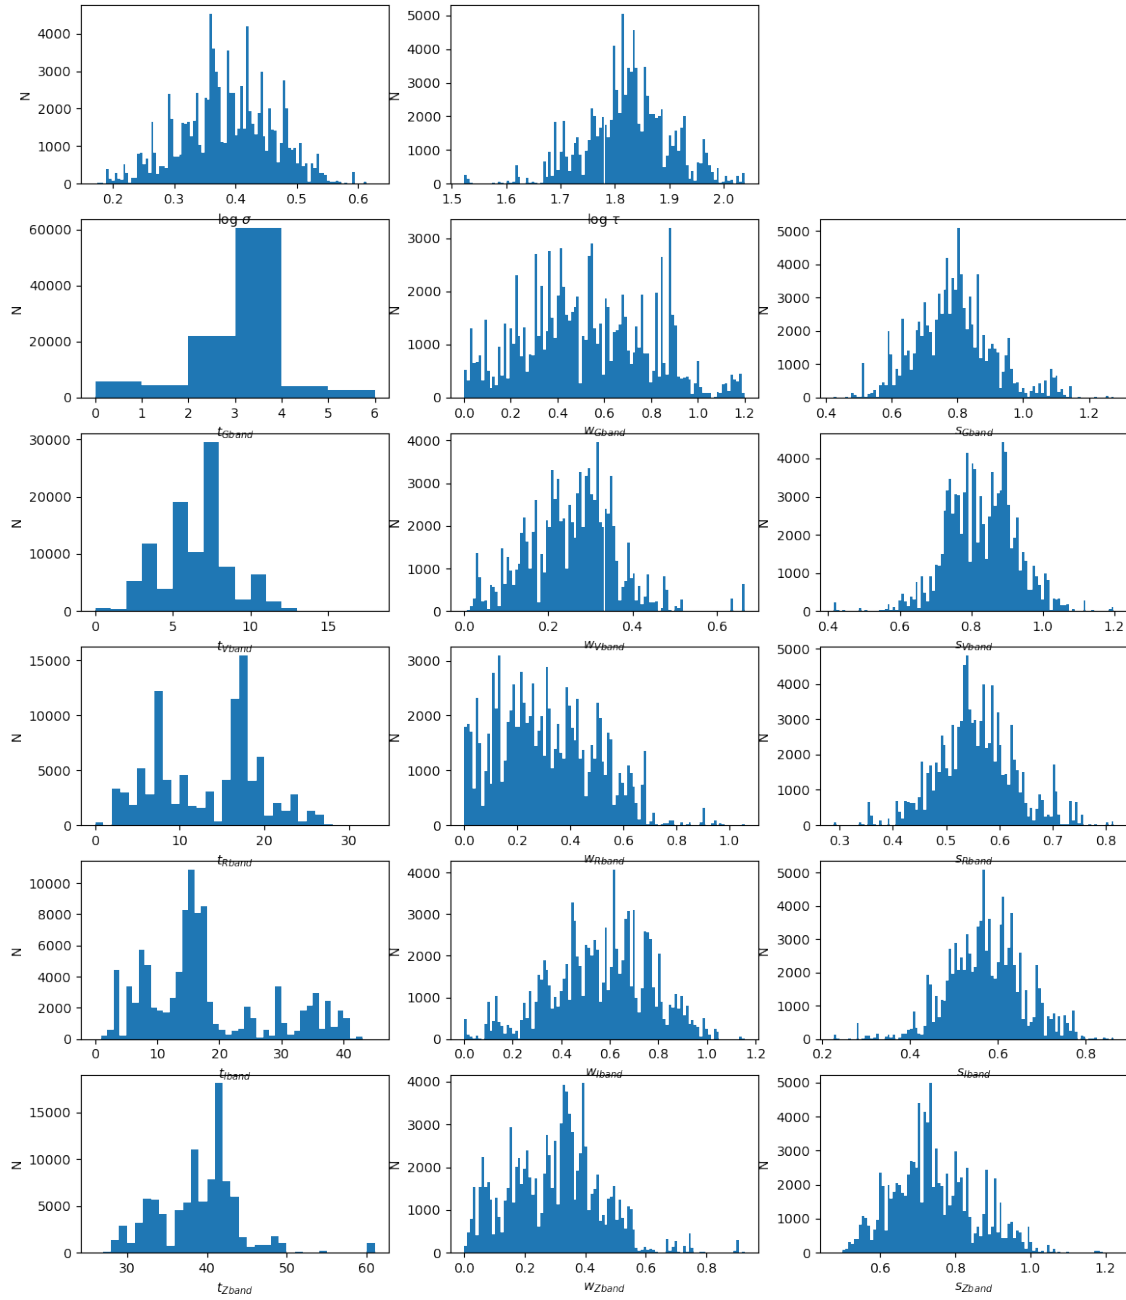 4000
3000
2000
1000
0
N
0.2 0.3 0.4 0.5 0.6
log σ
5000
4000
3000
2000
1000
0
N
1.5 1.6 1.7 1.8 1.9 2.0
log τ
60000
40000
20000
0
N
0 1 2 3 4 5 6
t_Gband
3000
2000
1000
0
N
0.0 0.2 0.4 0.6 0.8 1.0 1.2
w_Gband
5000
4000
3000
2000
1000
0
N
0.4 0.6 0.8 1.0 1.2
s_Gband
30000
20000
10000
0
N
0 5 10 15
t_Vband
4000
3000
2000
1000
0
N
0.0 0.2 0.4 0.6
w_Vband
4000
3000
2000
1000
0
N
0.4 0.6 0.8 1.0 1.2
s_Vband
15000
10000
5000
0
N
0 10 20 30
t_Rband
3000
2000
1000
0
N
0.0 0.2 0.4 0.6 0.8 1.0
w_Rband
5000
4000
3000
2000
1000
0
N
0.3 0.4 0.5 0.6 0.7 0.8
s_Rband
10000
8000
6000
4000
2000
0
N
0 10 20 30 40
t_Iband
4000
3000
2000
1000
0
N
0.0 0.2 0.4 0.6 0.8 1.0 1.2
w_Iband
5000
4000
3000
2000
1000
0
N
0.2 0.4 0.6 0.8
s_Iband
15000
10000
5000
0
N
30 40 50 60
t_Zband
4000
3000
2000
1000
0
N
0.0 0.2 0.4 0.6 0.8
w_Zband
5000
4000
3000
2000
1000
0
N
0.6 0.8 1.0 1.2
s_Zband